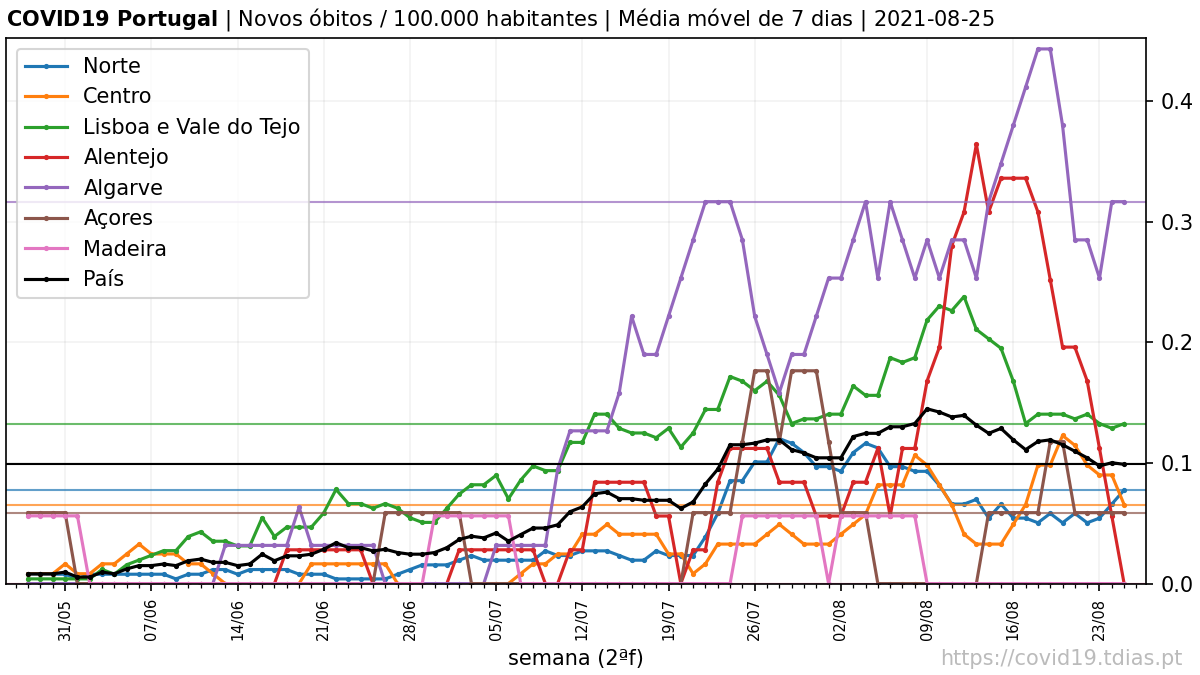 COVID19 Portugal | Novos óbitos / 100.000 habitantes | Média móvel de 7 dias | 2021-08-25
Norte
Centro
Lisboa e Vale do Tejo
Alentejo
Algarve
Açores
Madeira
País
0.4
0.3
0.2
0.1
0.0
31/05 07/06 14/06 21/06 28/06 05/07 12/07 19/07 26/07 02/08 09/08 16/08 23/08
semana (2ªf)
https://covid19.tdias.pt